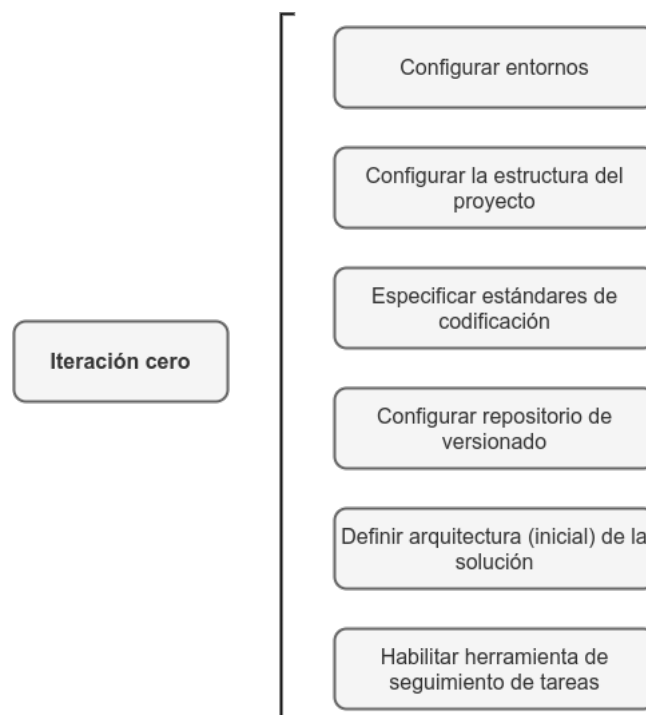 Configurar entornos
Configurar la estructura del
proyecto
Especificar estándares de
codificación
Iteración cero
Configurar repositorio de
versionado
Definir arquitectura (inicial) de la
solución
Habilitar herramienta de
seguimiento de tareas